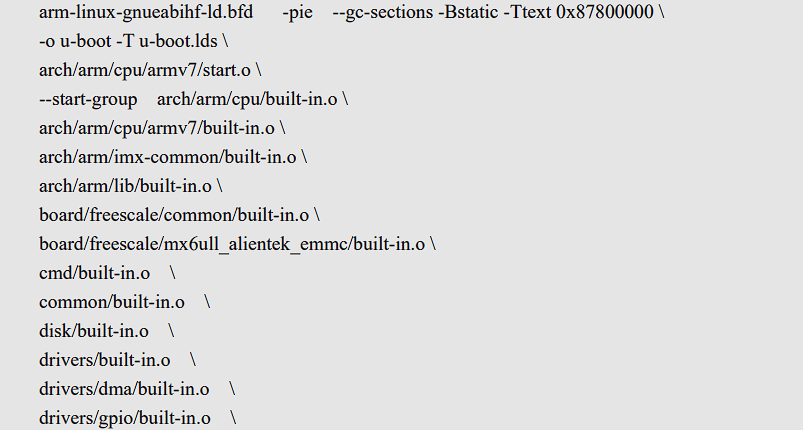 arm-linux-gnueabihf-ld.bfd -pie --gc-sections -Bstatic -Ttext 0x87800000 \
-o u-boot -T u-boot.lds \
arch/arm/cpu/armv7/start.o \
--start-group arch/arm/cpu/built-in.o \
arch/arm/cpu/armv7/built-in.o \
arch/arm/imx-common/built-in.o \
arch/arm/lib/built-in.o \
board/freescale/common/built-in.o \
board/freescale/mx6ull_alientek_emmc/built-in.o \
cmd/built-in.o \
common/built-in.o \
disk/built-in.o \
drivers/built-in.o \
drivers/dma/built-in.o \
drivers/gpio/built-in.o \